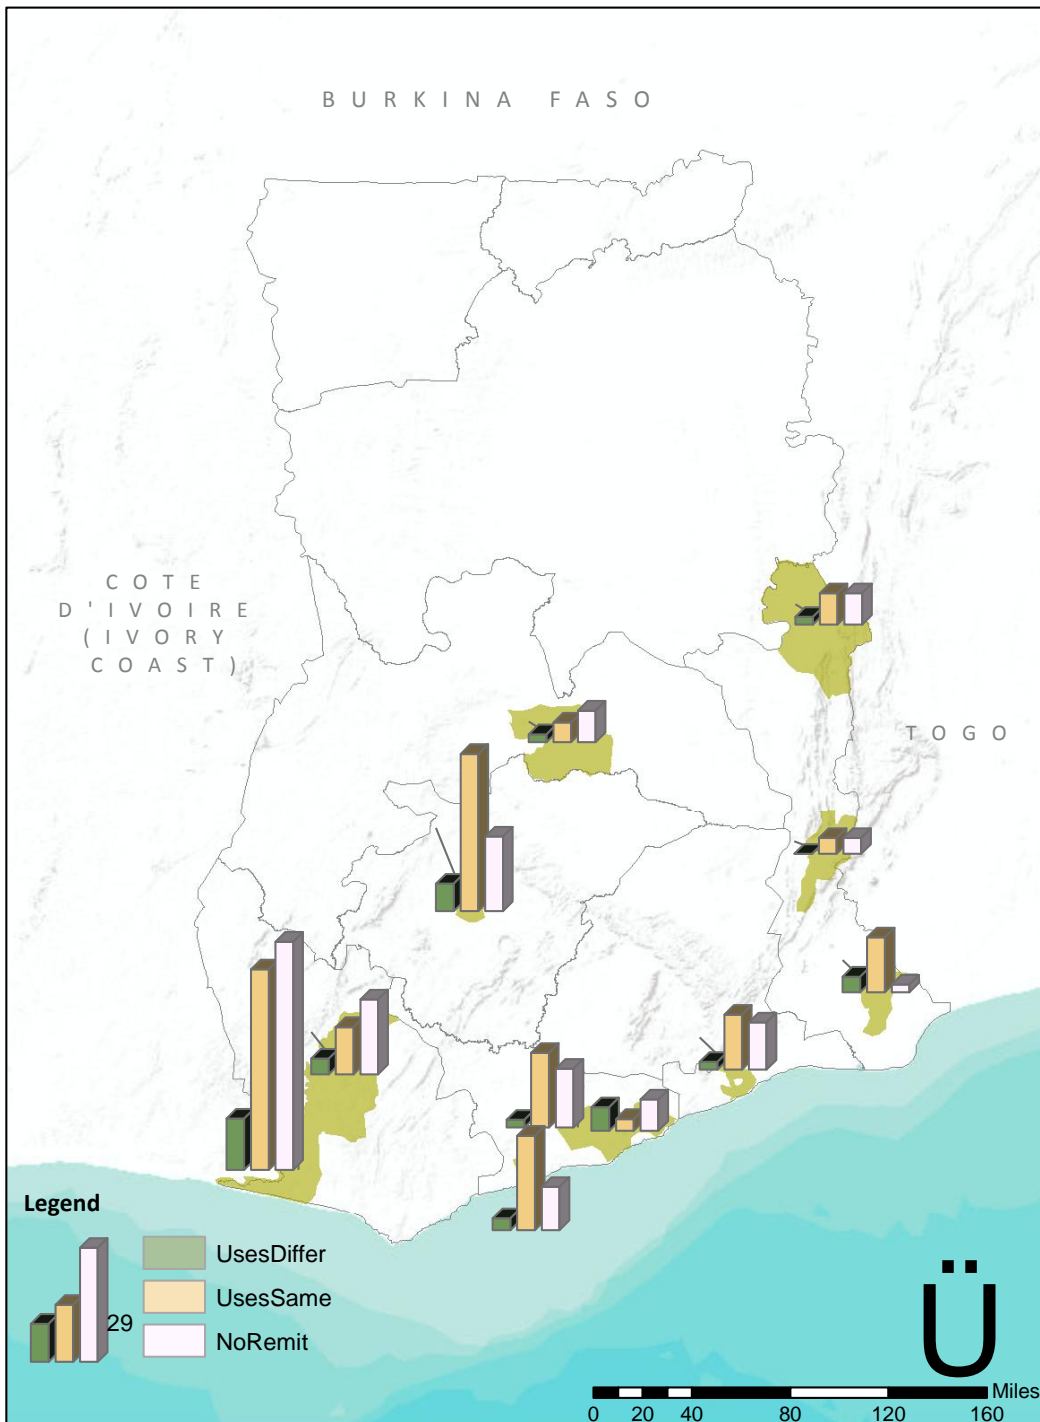 BURKINA FASO
COTE
D'IVOIRE
(IVORY
COAST)
TOGO
Legend
29
UsesDiffer
UsesSame
NoRemit
Ü
Miles
0 20 40 80 120 160